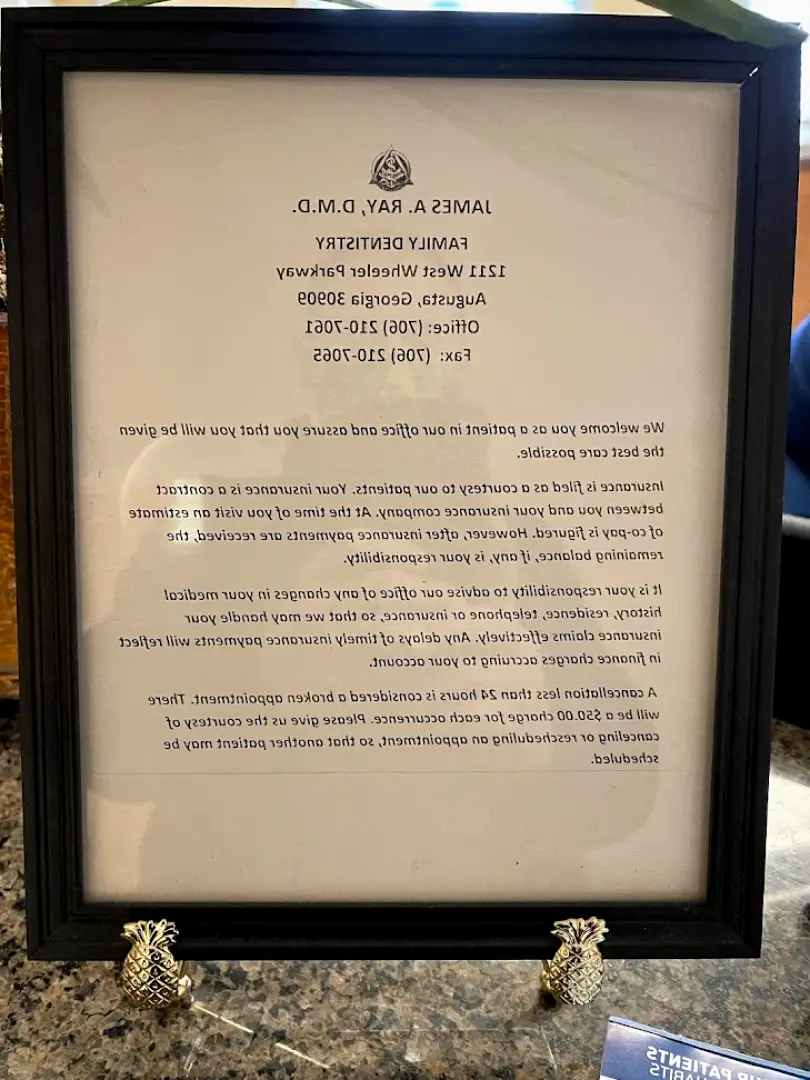 JAMES A. RAY, D.M.D.
FAMILY DENTISTRY
1211 West Wheeler Parkway
Augusta, Georgia 30909
Office: (706) 210-7061
Fax: (706) 210-7065
We welcome you as a patient in our office and assure you that you will be given
the best care possible.
Insurance is filed as a courtesy to our patients. Your insurance is a contract
between you and your insurance company. At the time of you visit an estimate
of co-pay is figured. However, after insurance payments are received, the
remaining balance, if any, is your responsibility.
It is your responsibility to advise our office of any changes in your medical
history, residence, telephone or insurance, so that we may handle your
insurance claims effectively. Any delays of timely insurance payments will reflect
in finance charges accruing to your account.
A cancellation less than 24 hours is considered a broken appointment. There
will be a $50.00 charge for each occurrence. Please give us the courtesy of
canceling or rescheduling an appointment, so that another patient may be
scheduled.
PATIENTS